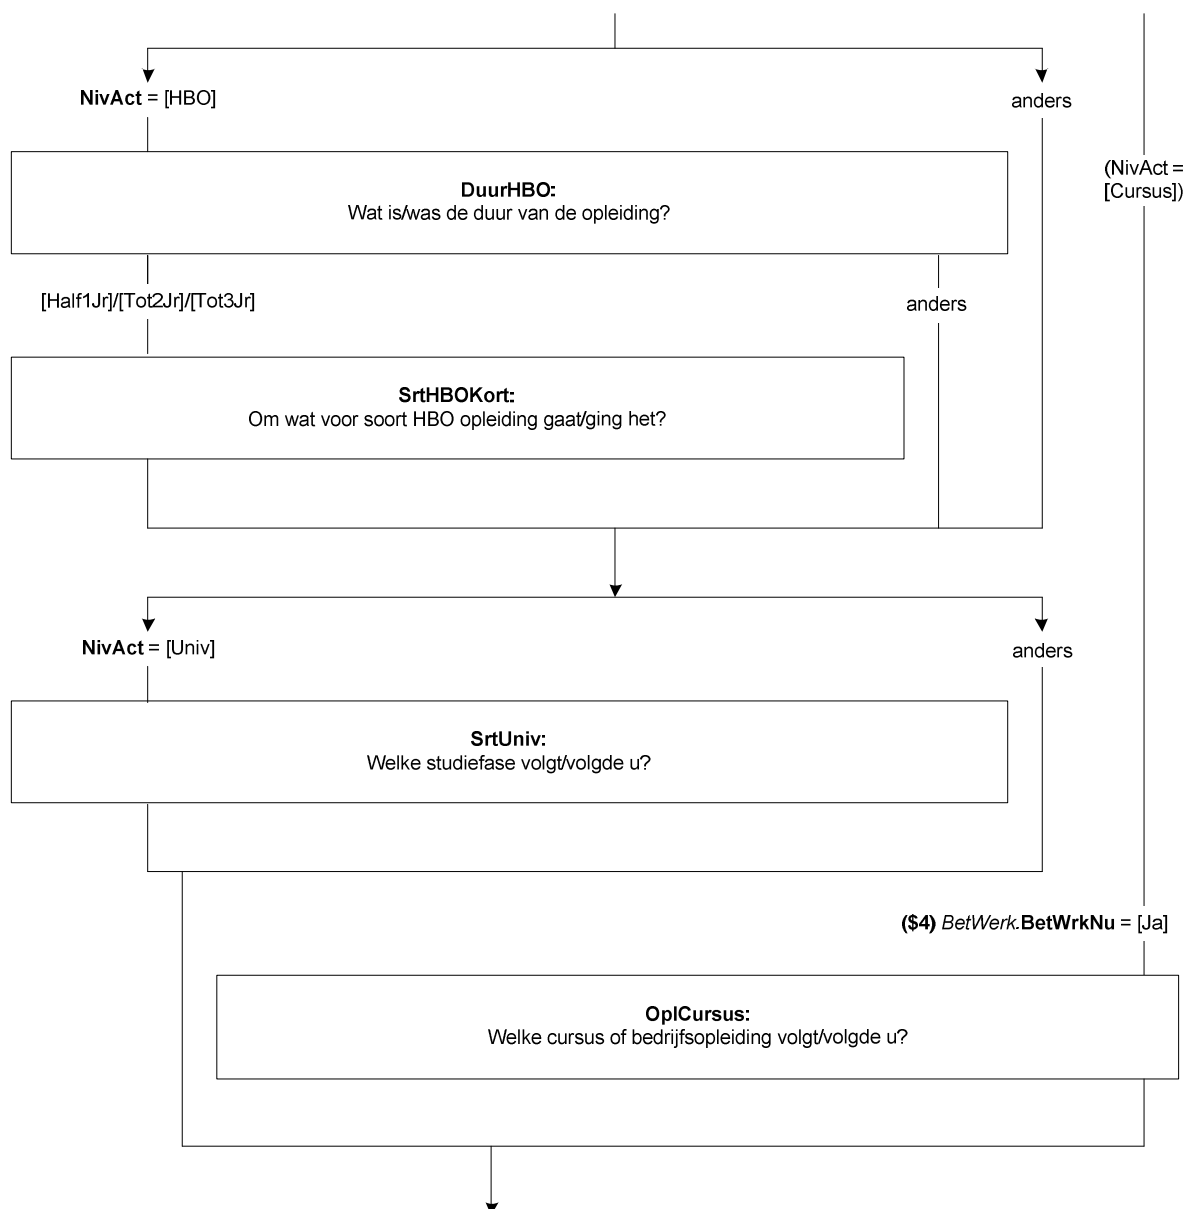 NivAct = [HBO]
anders
(NivAct =
[Cursus])
DuurHBO:
Wat is/was de duur van de opleiding?
[Half1Jr]/[Tot2Jr]/[Tot3Jr]
anders
SrtHBOKort:
Om wat voor soort HBO opleiding gaat/ging het?
NivAct = [Univ]
anders
SrtUniv:
Welke studiefase volgt/volgde u?
($4) BetWerk.BetWrkNu = [Ja]
OplCursus:
Welke cursus of bedrijfsopleiding volgt/volgde u?